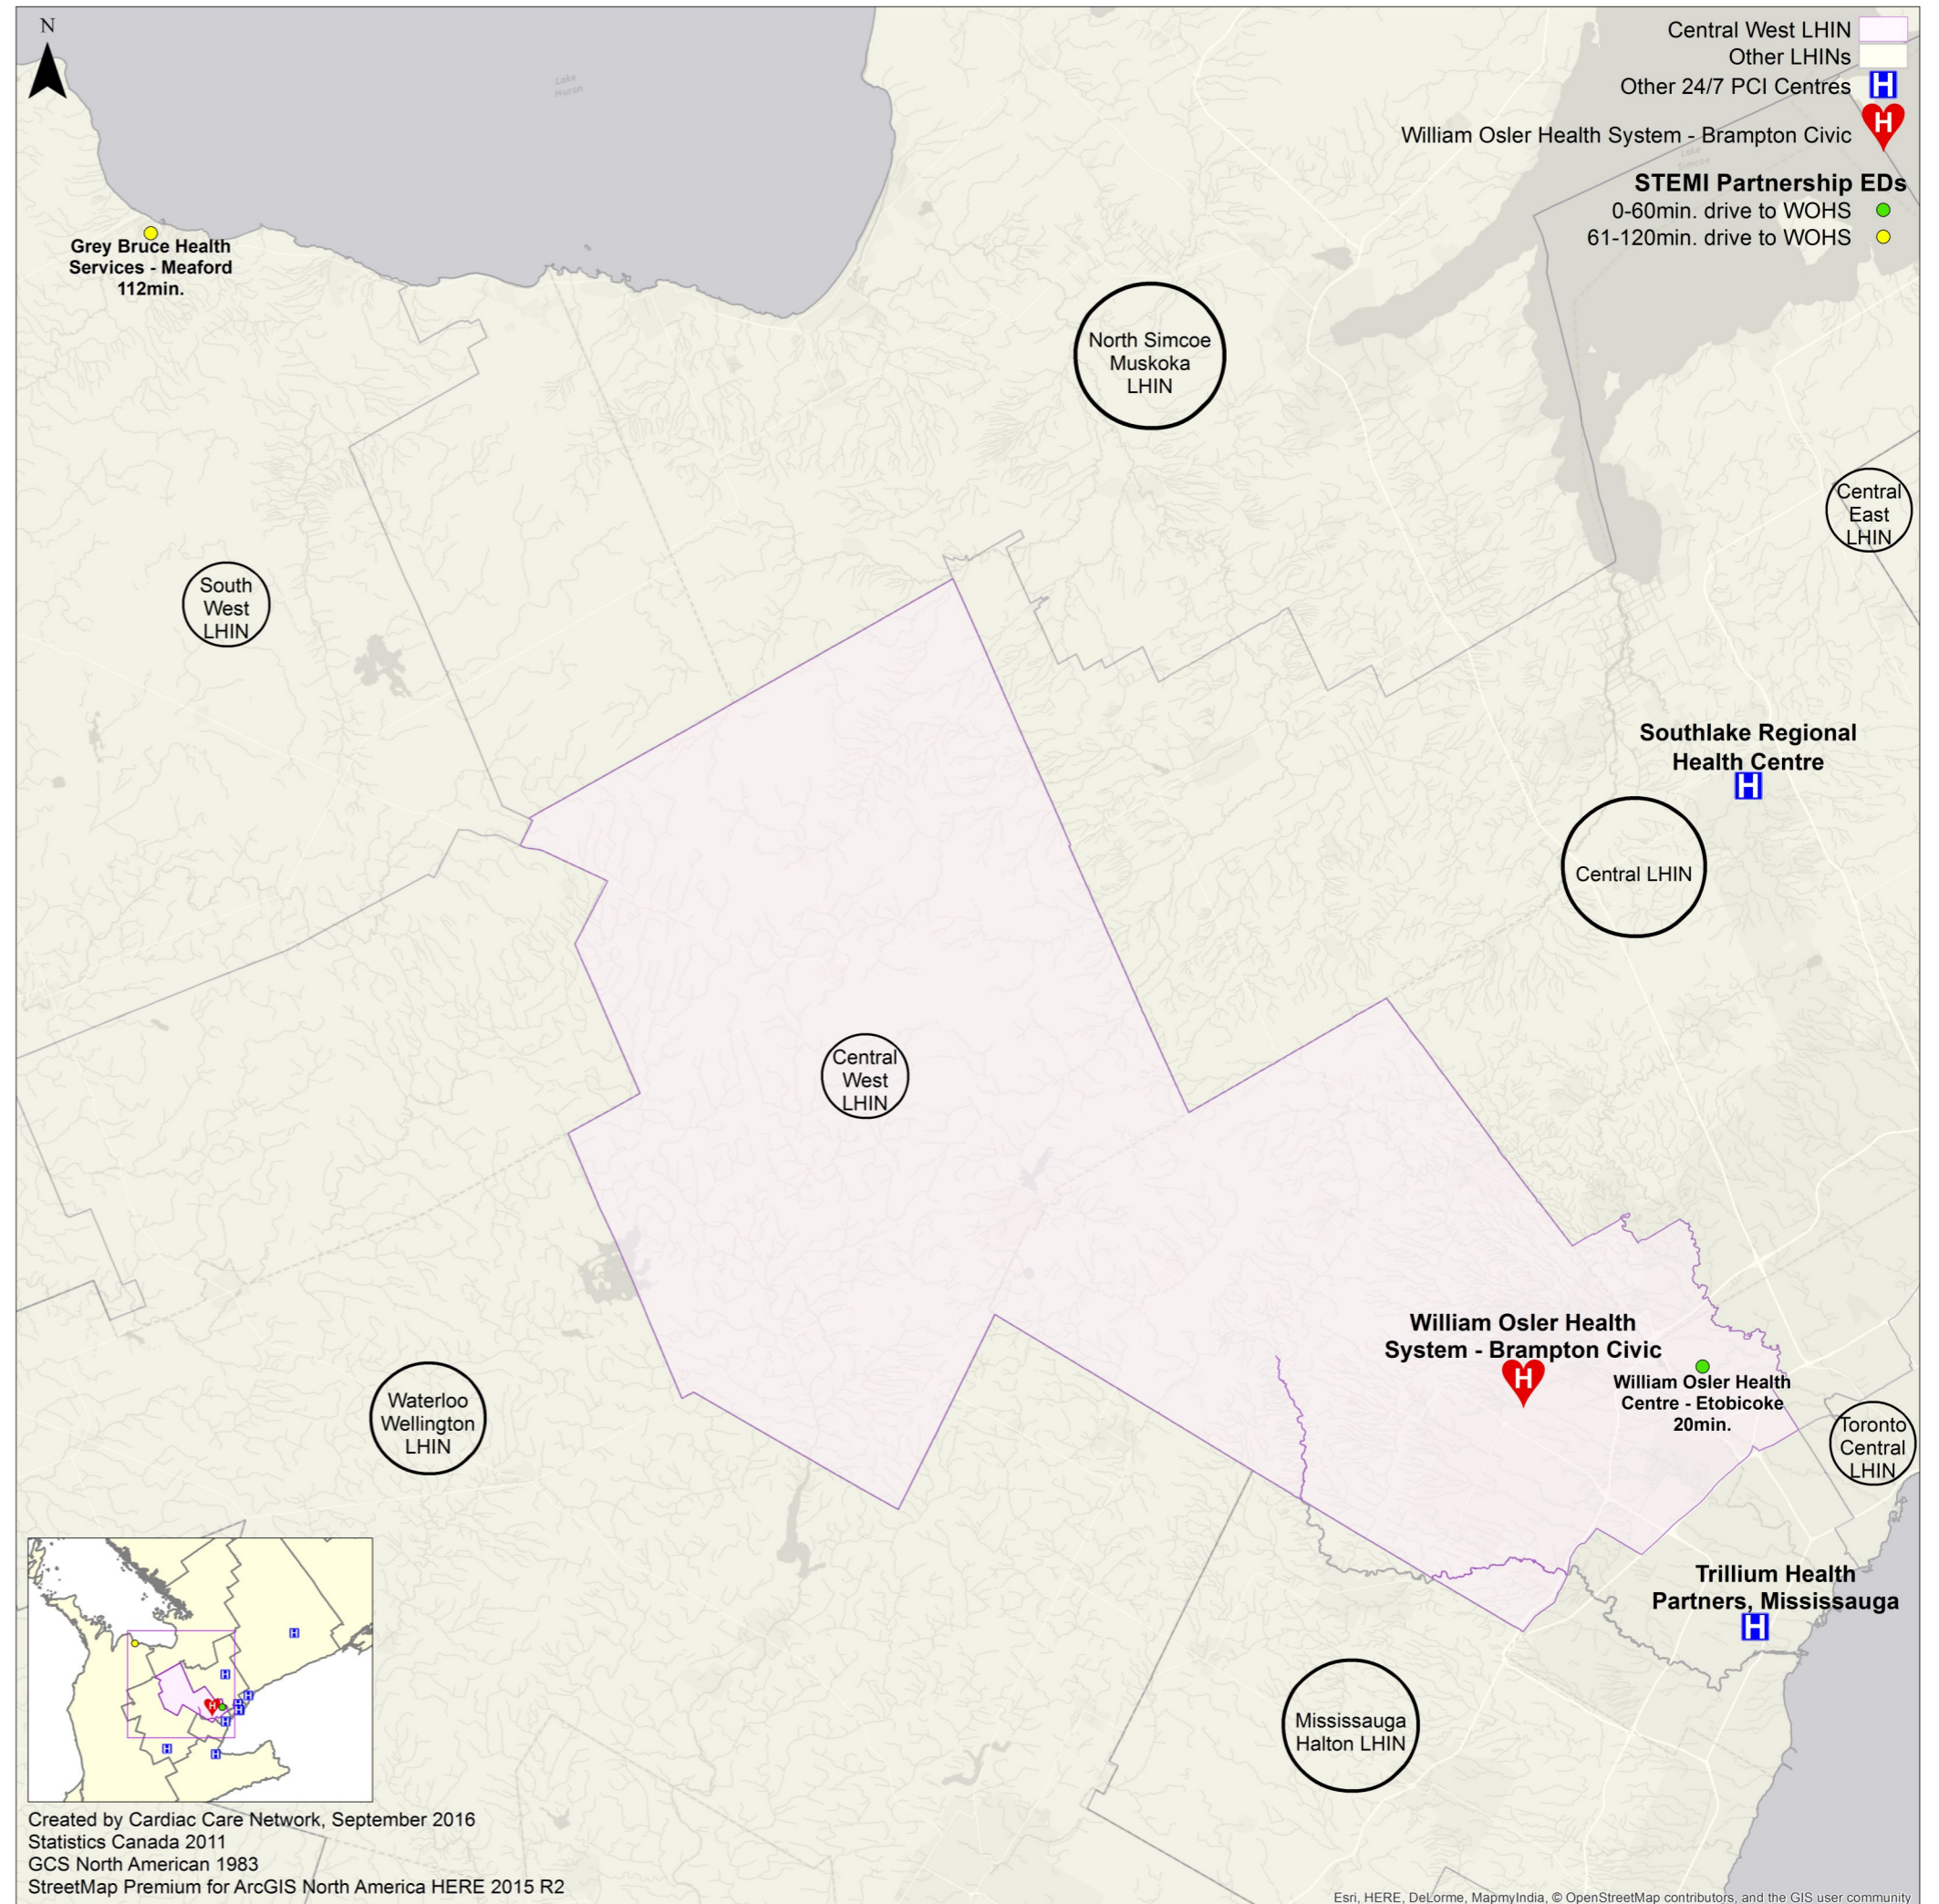 N
Lake
Huron
Central West LHIN
Other LHINs
Other 24/7 PCI Centres
H
William Osler Health System - Brampton Civic
H
Lake
Simcoe
STEMI Partnership EDs
0-60min. drive to WOHS
61-120min. drive to WOHS
Grey Bruce Health
Services - Meaford
112min.
North Simcoe
Muskoka
LHIN
Central
East
LHIN
South
West
LHIN
Southlake Regional
Health Centre
H
Central LHIN
Central
West
LHIN
William Osler Health
System - Brampton Civic
H
William Osler Health
Centre - Etobicoke
20min.
Waterloo
Wellington
LHIN
Toronto
Central
LHIN
Trillium Health
Partners, Mississauga
H
Mississauga
Halton LHIN
H
H
H
H
H
H
H
H
H
Created by Cardiac Care Network, September 2016
Statistics Canada 2011
GCS North American 1983
StreetMap Premium for ArcGIS North America HERE 2015 R2
Esri, HERE, DeLorme, MapmyIndia, © OpenStreetMap contributors, and the GIS user community